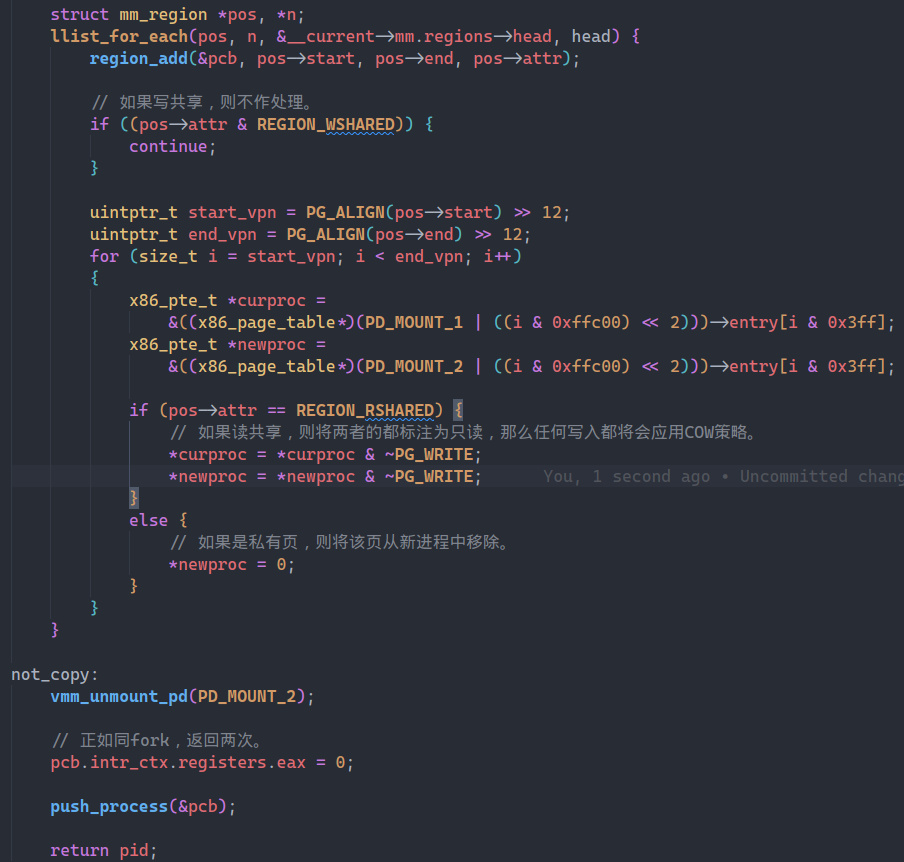 struct mm_region *pos, *n;
llist_for_each(pos, n, &__current->mm.regions->head, head) {
region_add(&pcb, pos->start, pos->end, pos->attr);
// 如果写共享，则不作处理。
if ((pos->attr & REGION_WSHARED)) {
continue;
}
uintptr_t start_vpn = PG_ALIGN(pos->start) >> 12;
uintptr_t end_vpn = PG_ALIGN(pos->end) >> 12;
for (size_t i = start_vpn; i < end_vpn; i++)
{
x86_pte_t *curproc =
&((x86_page_table*)(PD_MOUNT_1 | ((i & 0xffc00) << 2)))->entry[i & 0x3ff];
x86_pte_t *newproc =
&((x86_page_table*)(PD_MOUNT_2 | ((i & 0xffc00) << 2)))->entry[i & 0x3ff];
if (pos->attr == REGION_RSHARED) {
// 如果读共享，则将两者的都标注为只读，那么任何写入都将会应用COW策略。
*curproc = *curproc & ~PG_WRITE;
*newproc = *newproc & ~PG_WRITE; You, 1 second ago • Uncommitted chang
}
else {
// 如果是私有页，则将该页从新进程中移除。
*newproc = 0;
}
}
}
not_copy:
vmm_unmount_pd(PD_MOUNT_2);
// 正如同fork，返回两次。
pcb.intr_ctx.registers.eax = 0;
push_process(&pcb);
return pid;